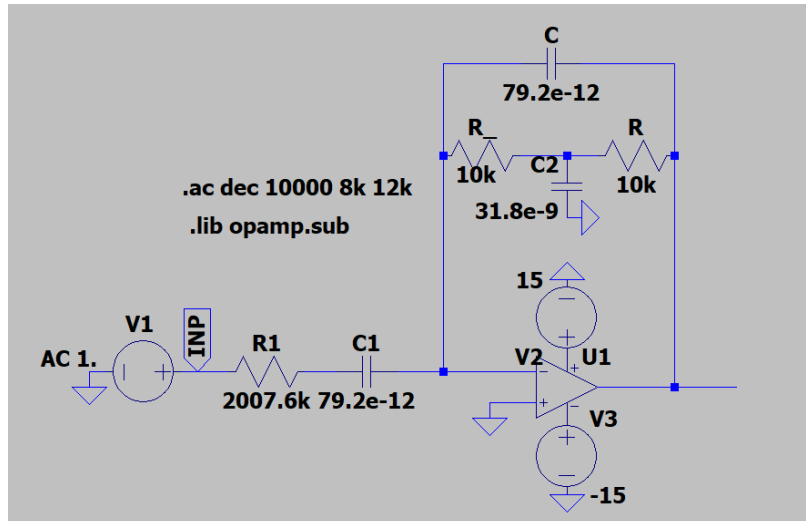 C
79.2e-12
R_
R
10k
C2
10k
31.8e-9
.ac dec 10000 8k 12k
.lib opamp.sub
15
V1
INP
R1
C1
V2
U1
AC 1.
2007.6k 79.2e-12
V3
-15